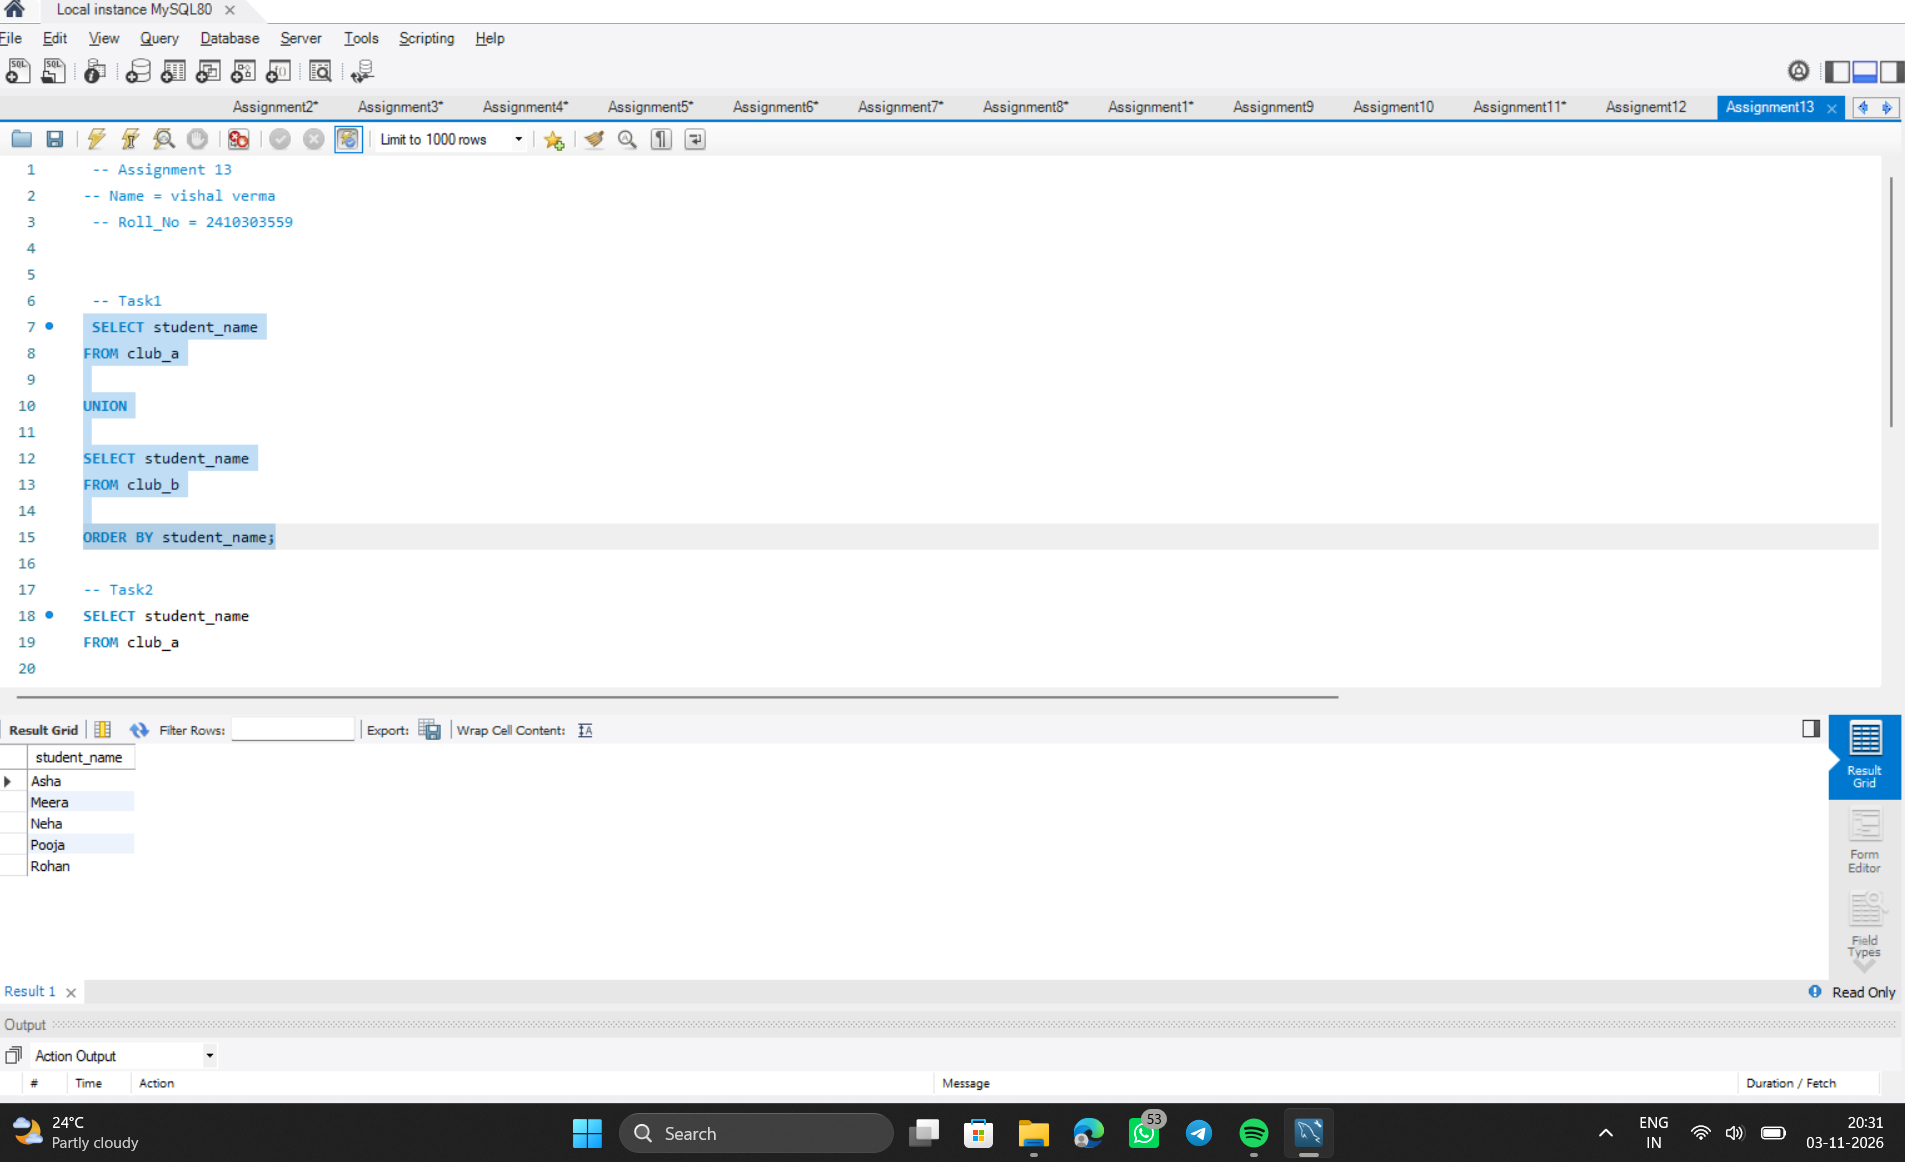 Local instance MySQL80
File Edit View Query Database Server Tools Scripting Help
Assignment2* Assignment3* Assignment4* Assignment5* Assignment6* Assignment7* Assignment8* Assignment1* Assignment9 Assigment10 Assignment11* Assignemt12 Assignment13
Limit to 1000 rows
1 -- Assignment 13
2 -- Name = vishal verma
3 -- Roll_No = 2410303559
4
5
6 -- Task1
7 SELECT student_name
8 FROM club_a
9
10 UNION
11
12 SELECT student_name
13 FROM club_b
14
15 ORDER BY student_name;
16
17 -- Task2
18 SELECT student_name
19 FROM club_a
20
Result Grid Filter Rows: Export: Wrap Cell Content:
student_name
Asha
Meera
Neha
Pooja
Rohan
Result
Grid
Form
Editor
Field
Types
Result 1
Read Only
Output
Action Output
# Time Action Message Duration / Fetch
24°C
Partly cloudy
Search
53
ENG
IN
20:31
03-11-2026